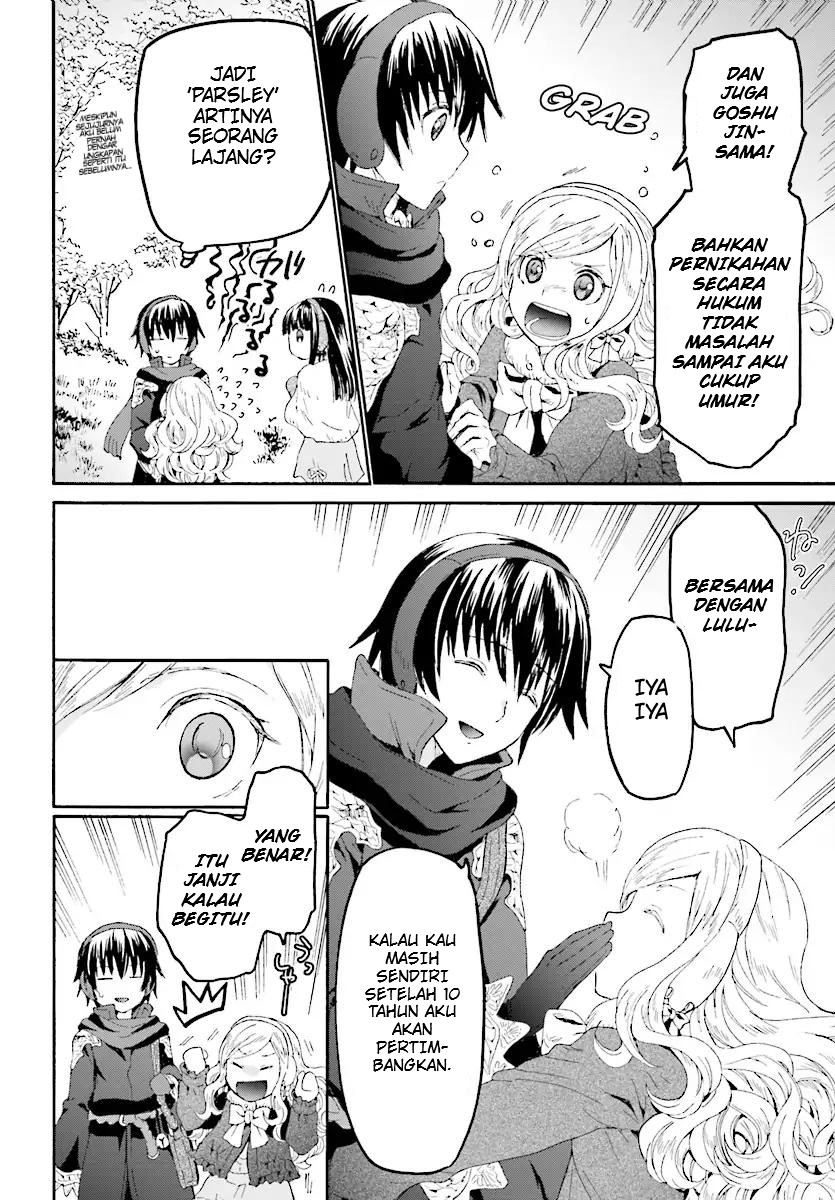 DAN
JUGA
GOSHU
JIN-
SAMA!
BAHKAN
PERNIKAHAN
SECARA
HUKUM
TIDAK
MASALAH
SAMPAI AKU
CUKUP
UMUR!
GRAB
JADI
'PARSLEY'
ARTINYA
SEORANG
LAJANG?
MESKIPUN
SEJUJURNYA
AKU BELUM
PERNAH
DENGAR
UNGKAPAN
SEPERTI ITU
SEBELUMNYA...
BERSAMA
DENGAN
LULU~
IYA
IYA
KALAU KAU
MASIH
SENDIRI
SETELAH 10
TAHUN AKU
AKAN
PERTIM-
BANGKAN.
YANG
BENAR!
ITU
JANJI
KALAU
BEGITU!